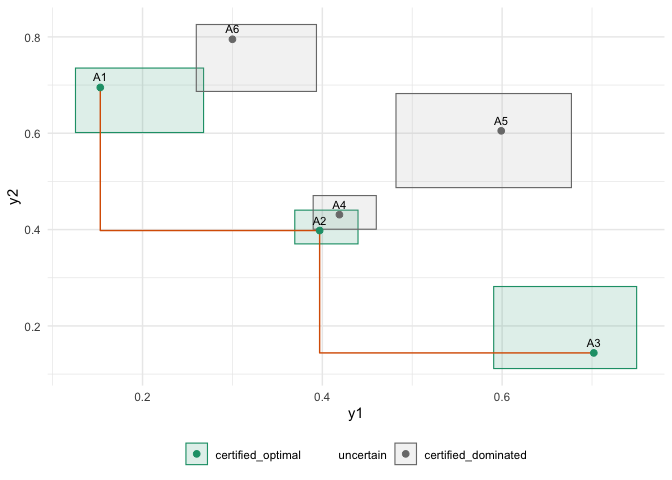 0.8
0.6
0.4
0.2
y2
A6
A1
A5
A4
A2
A3
0.2 0.4 0.6
y1
certified_optimal uncertain certified_dominated